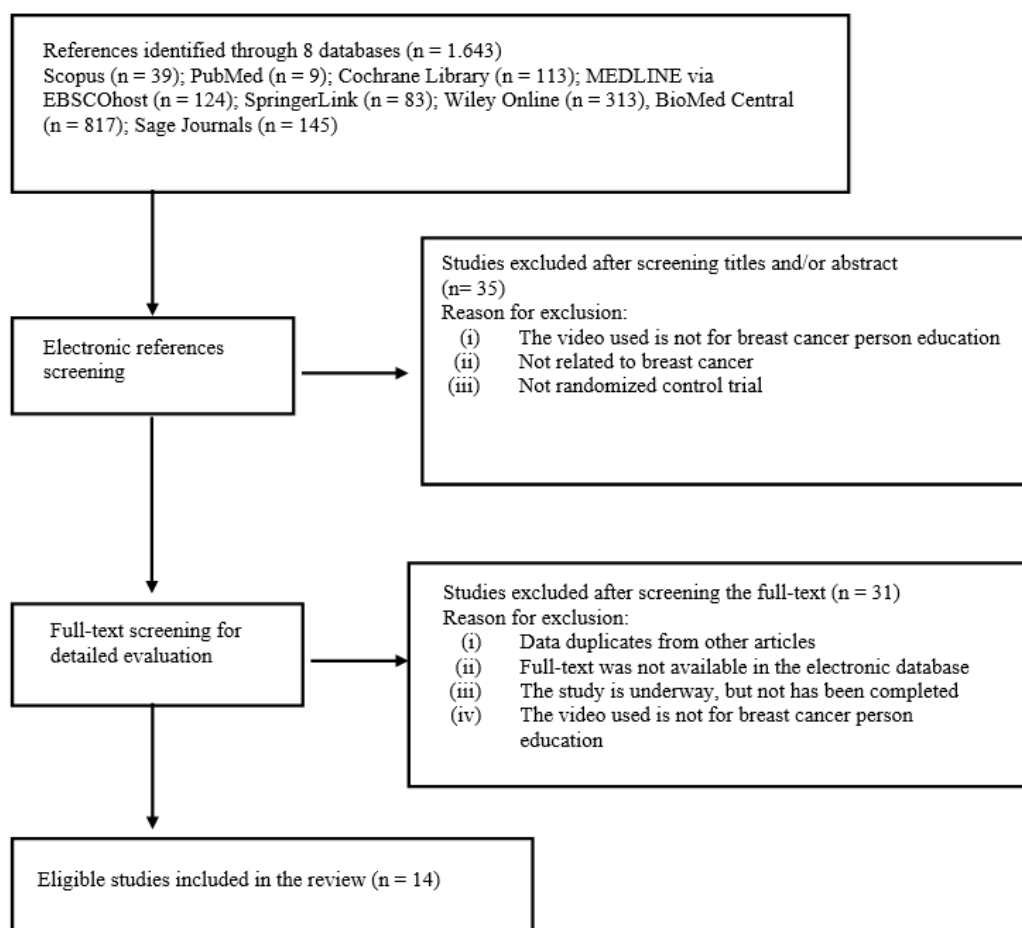 References identified through 8 databases (n = 1.643)
Scopus (n = 39); PubMed (n = 9); Cochrane Library (n = 113); MEDLINE via
EBSCOhost (n = 124); SpringerLink (n = 83); Wiley Online (n = 313), BioMed Central
(n = 817); Sage Journals (n = 145)
Studies excluded after screening titles and/or abstract
(n= 35)
Reason for exclusion:
(i) The video used is not for breast cancer person education
(ii) Not related to breast cancer
(iii) Not randomized control trial
Electronic references
screening
Studies excluded after screening the full-text (n = 31)
Reason for exclusion:
(i) Data duplicates from other articles
(ii) Full-text was not available in the electronic database
(iii) The study is underway, but not has been completed
(iv) The video used is not for breast cancer person
education
Full-text screening for
detailed evaluation
Eligible studies included in the review (n = 14)